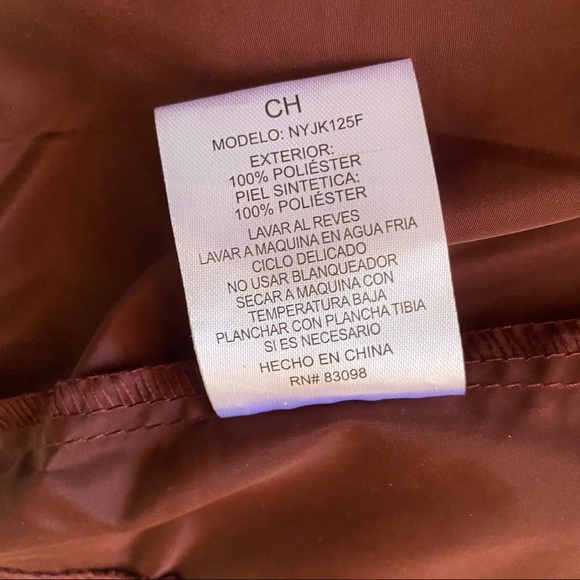 CH
MODELO: NYJK125F
EXTERIOR:
100% POLIÉSTER
PIEL SINTETICA:
100% POLIÉSTER
LAVAR AL REVES
LAVAR A MAQUINA EN AGUA FRIA
CICLO DELICADO
NO USAR BLANQUEADOR
SECAR A MAQUINA CON
TEMPERATURA BAJA
PLANCHAR CON PLANCHA TIBIA
SI ES NECESARIO
HECHO EN CHINA
RN# 83098